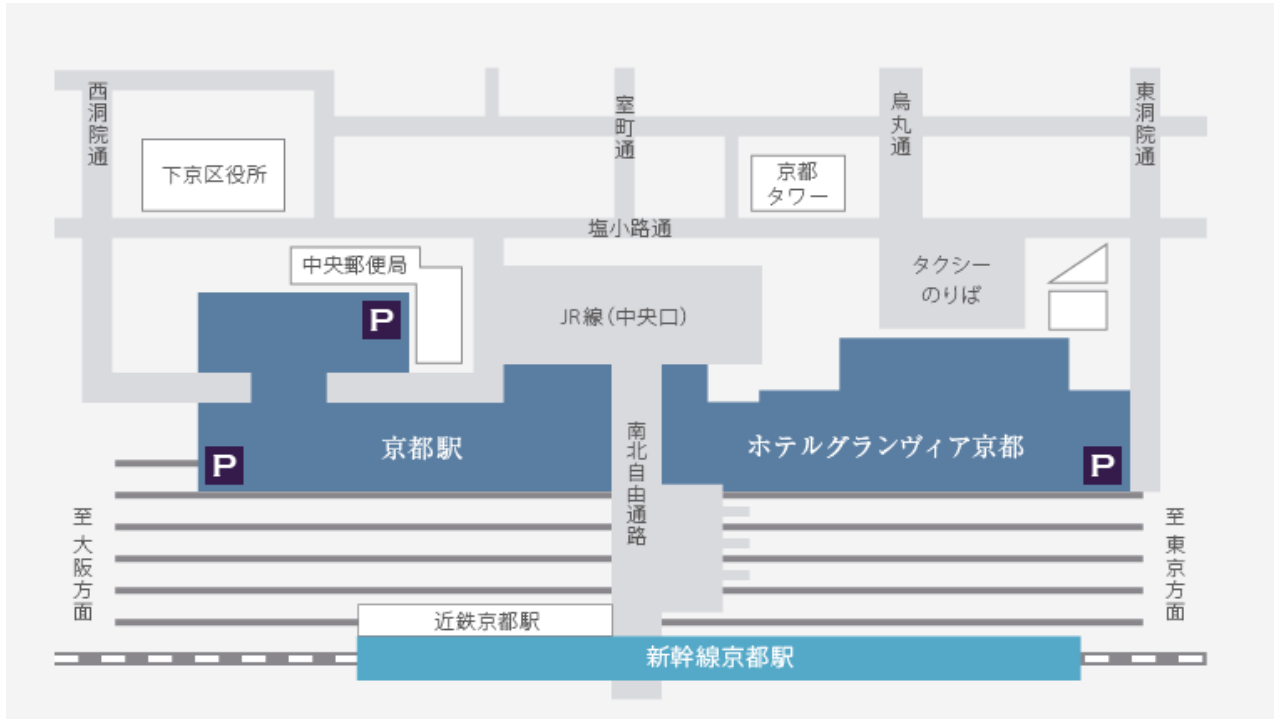 西洞院通
室町通
烏丸通
東洞院通
下京区役所
京都
タワー
塩小路通
中央郵便局
タクシー
のりば
P
JR線(中央口)
京都駅
南北自由通路
ホテルグランヴィア京都
P
P
至 大阪方面
至 東京方面
近鉄京都駅
新幹線京都駅